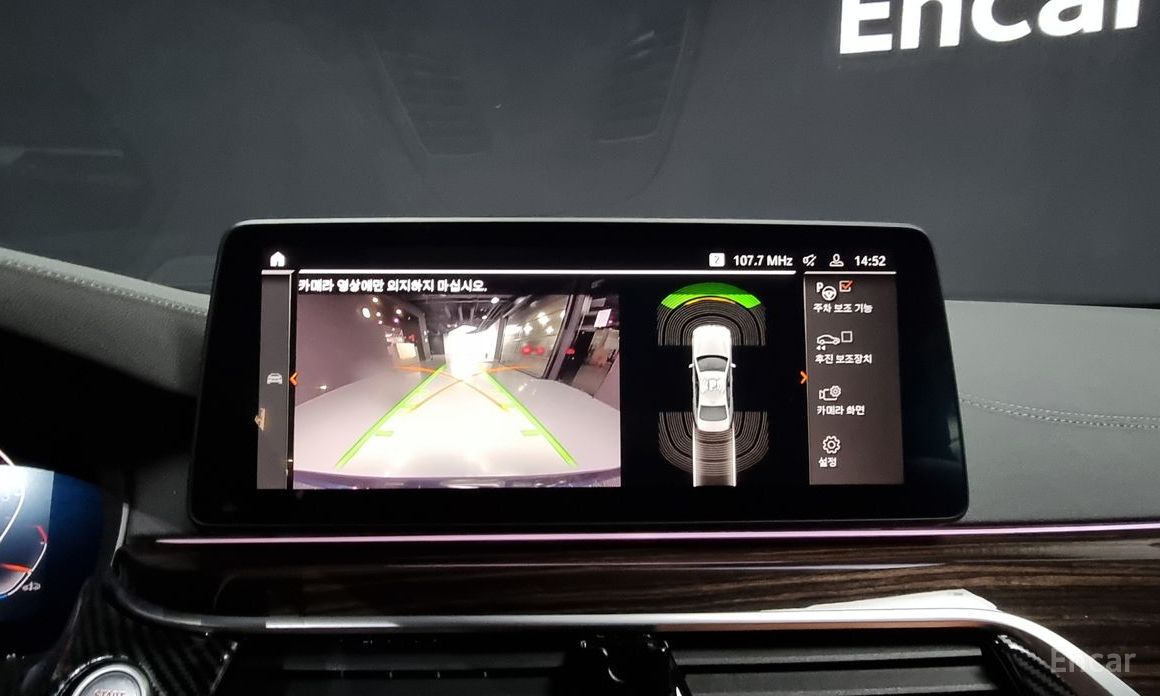 Encar
Z 107.7 MHz 14:52
카메라 영상에만 의지하지 마십시오.
P
주차 보조 기능
후진 보조장치
카메라 화면
설정
START
Encar